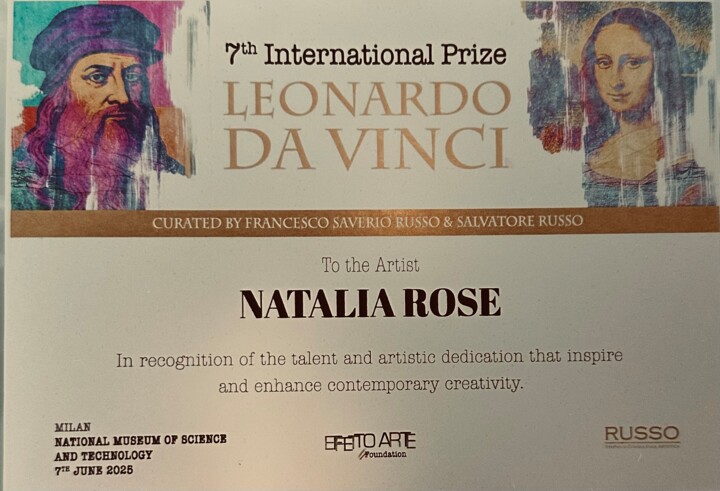 7th International Prize
LEONARDO
DA VINCI
CURATED BY FRANCESCO SAVERIO RUSSO & SALVATORE RUSSO
To the Artist
NATALIA ROSE
In recognition of the talent and artistic dedication that inspire
and enhance contemporary creativity.
MILAN
NATIONAL MUSEUM OF SCIENCE
AND TECHNOLOGY
7TH JUNE 2025
EFFETTO ARTE
Foundation
RUSSO